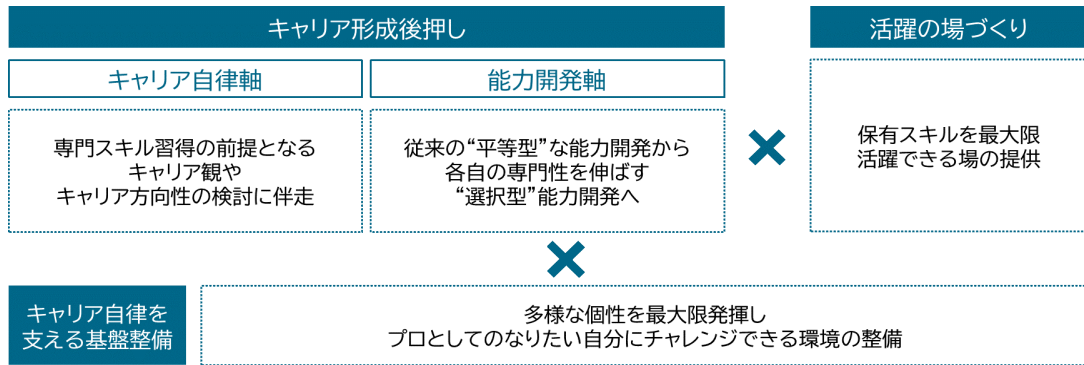 キャリア形成後押し
キャリア自律軸
専門スキル習得の前提となる
キャリア観や
キャリア方向性の検討に伴走
能力開発軸
従来の“平等型”な能力開発から
各自の専門性を伸ばす
“選択型”能力開発へ
活躍の場づくり
保有スキルを最大限
活躍できる場の提供
キャリア自律を
支える基盤整備
多様な個性を最大限発揮し
プロとしてのなりたい自分にチャレンジできる環境の整備